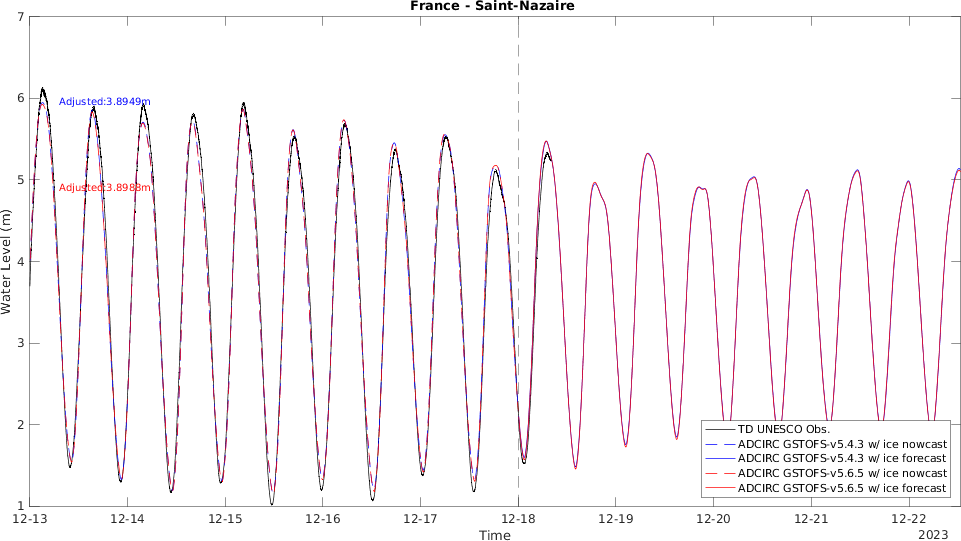 France - Saint-Nazaire
7
6
5
4
3
2
1
Water Level (m)
Adjusted:3.8949m
Adjusted:3.8983m
TD UNESCO Obs.
ADCIRC GSTOFS-v5.4.3 w/ ice nowcast
ADCIRC GSTOFS-v5.4.3 w/ ice forecast
ADCIRC GSTOFS-v5.6.5 w/ ice nowcast
ADCIRC GSTOFS-v5.6.5 w/ ice forecast
12-13 12-14 12-15 12-16 12-17 12-18 12-19 12-20 12-21 12-22
Time
2023